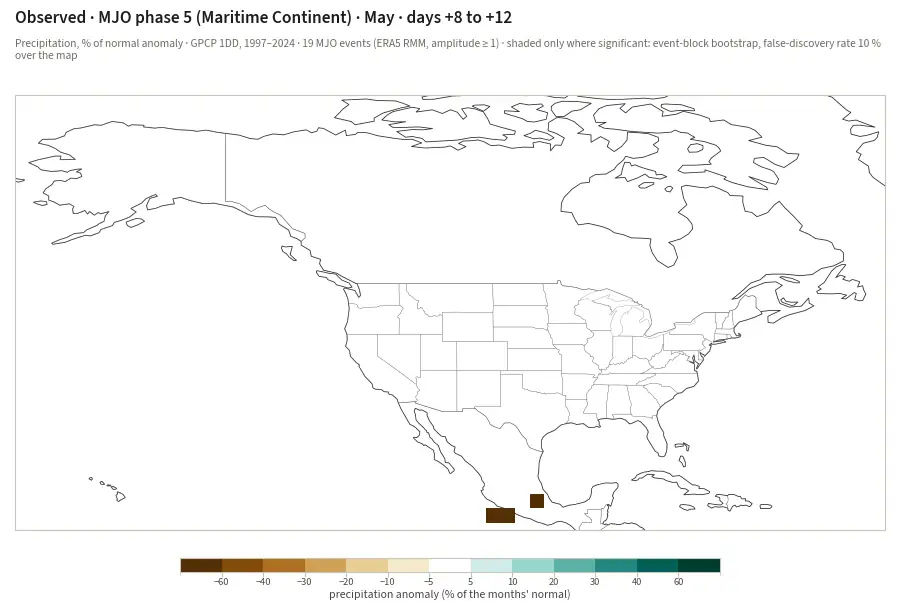 Observed · MJO phase 5 (Maritime Continent) · May · days +8 to +12
Precipitation, % of normal anomaly · GPCP 1DD, 1997–2024 · 19 MJO events (ERA5 RMM, amplitude ≥ 1) · shaded only where significant: event-block bootstrap, false-discovery rate 10 %
over the map
−60 −40 −30 −20 −10 −5 5 10 20 30 40 60
precipitation anomaly (% of the months' normal)